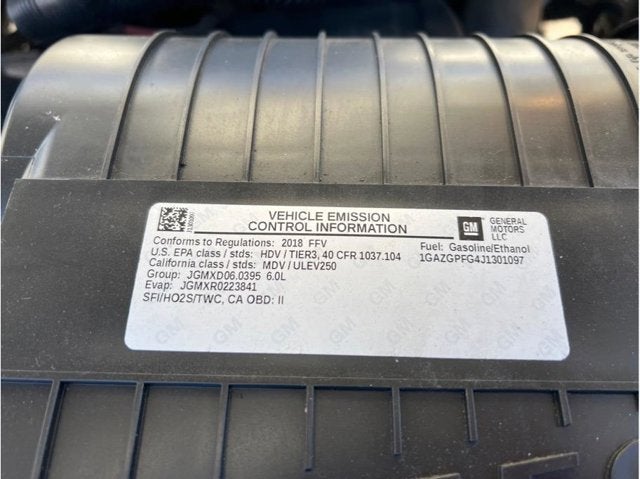 VEHICLE EMISSION
CONTROL INFORMATION
GM
GENERAL
MOTORS
LLC
Conforms to Regulations: 2018 FFV
Fuel: Gasoline/Ethanol
U.S. EPA class / stds: HDV / TIER3, 40 CFR 1037.104
1GAZGPFG4J1301097
California class / stds: MDV / ULEV250
Group: JGMXD06.0395 6.0L
Evap: JGMXR0223841
SFI/HO2S/TWC, CA OBD: II